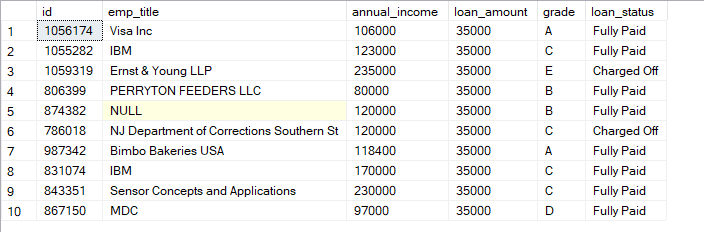 id emp_title annual_income loan_amount grade loan_status
1 1056174 Visa Inc 106000 35000 A Fully Paid
2 1055282 IBM 123000 35000 C Fully Paid
3 1059319 Ernst & Young LLP 235000 35000 E Charged Off
4 806399 PERRYTON FEEDERS LLC 80000 35000 B Fully Paid
5 874382 NULL 120000 35000 B Fully Paid
6 786018 NJ Department of Corrections Southern St 120000 35000 C Charged Off
7 987342 Bimbo Bakeries USA 118400 35000 A Fully Paid
8 831074 IBM 170000 35000 C Fully Paid
9 843351 Sensor Concepts and Applications 230000 35000 C Fully Paid
10 867150 MDC 97000 35000 D Fully Paid